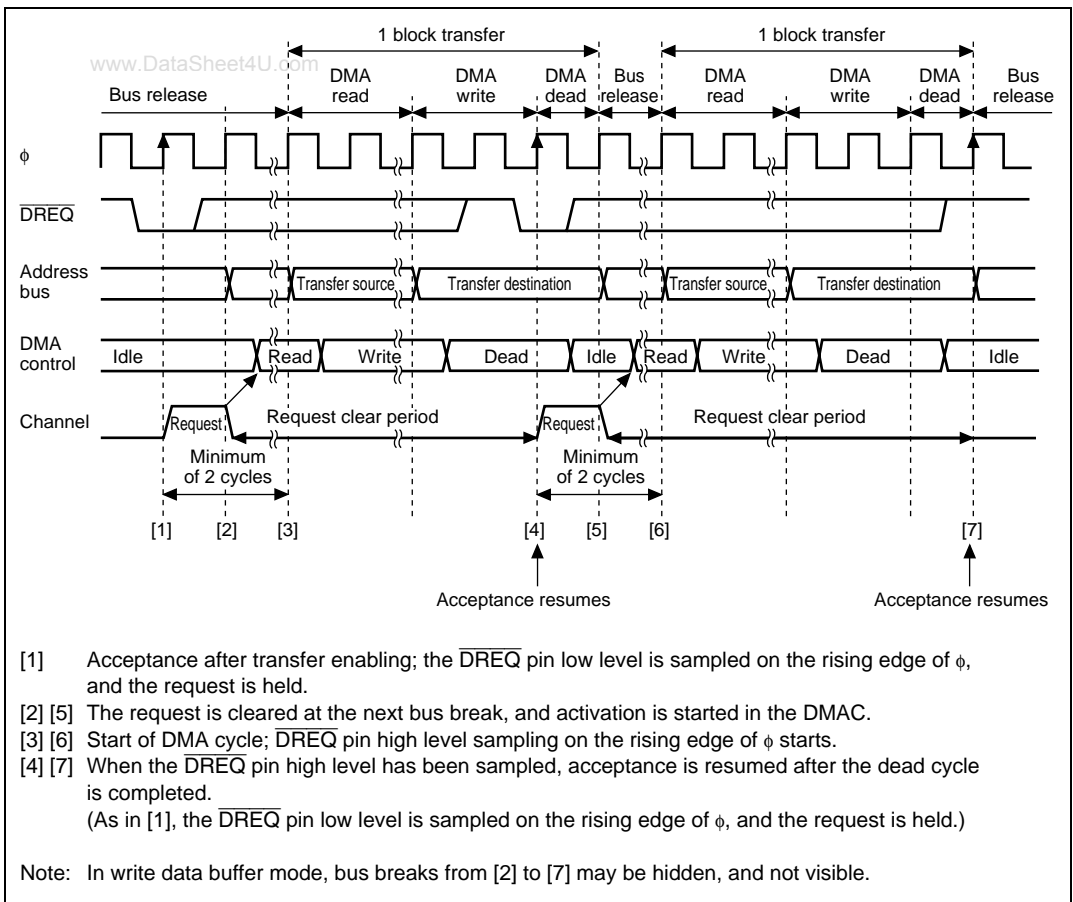 1 block transfer 1 block transfer
www.DataSheet4U.com
DMA DMA DMA Bus DMA DMA DMA Bus
Bus release read write dead release read write dead release
φ
DREQ
Address
bus
Transfer source Transfer destination Transfer source Transfer destination
DMA
control
Idle Read Write Dead Idle Read Write Dead Idle
Channel Request Request clear period Request Request clear period
Minimum Minimum
of 2 cycles of 2 cycles
[1] [2] [3] [4] [5] [6] [7]
Acceptance resumes Acceptance resumes
[1] Acceptance after transfer enabling; the DREQ pin low level is sampled on the rising edge of φ,
and the request is held.
[2] [5] The request is cleared at the next bus break, and activation is started in the DMAC.
[3] [6] Start of DMA cycle; DREQ pin high level sampling on the rising edge of φ starts.
[4] [7] When the DREQ pin high level has been sampled, acceptance is resumed after the dead cycle
is completed.
(As in [1], the DREQ pin low level is sampled on the rising edge of φ, and the request is held.)
Note: In write data buffer mode, bus breaks from [2] to [7] may be hidden, and not visible.